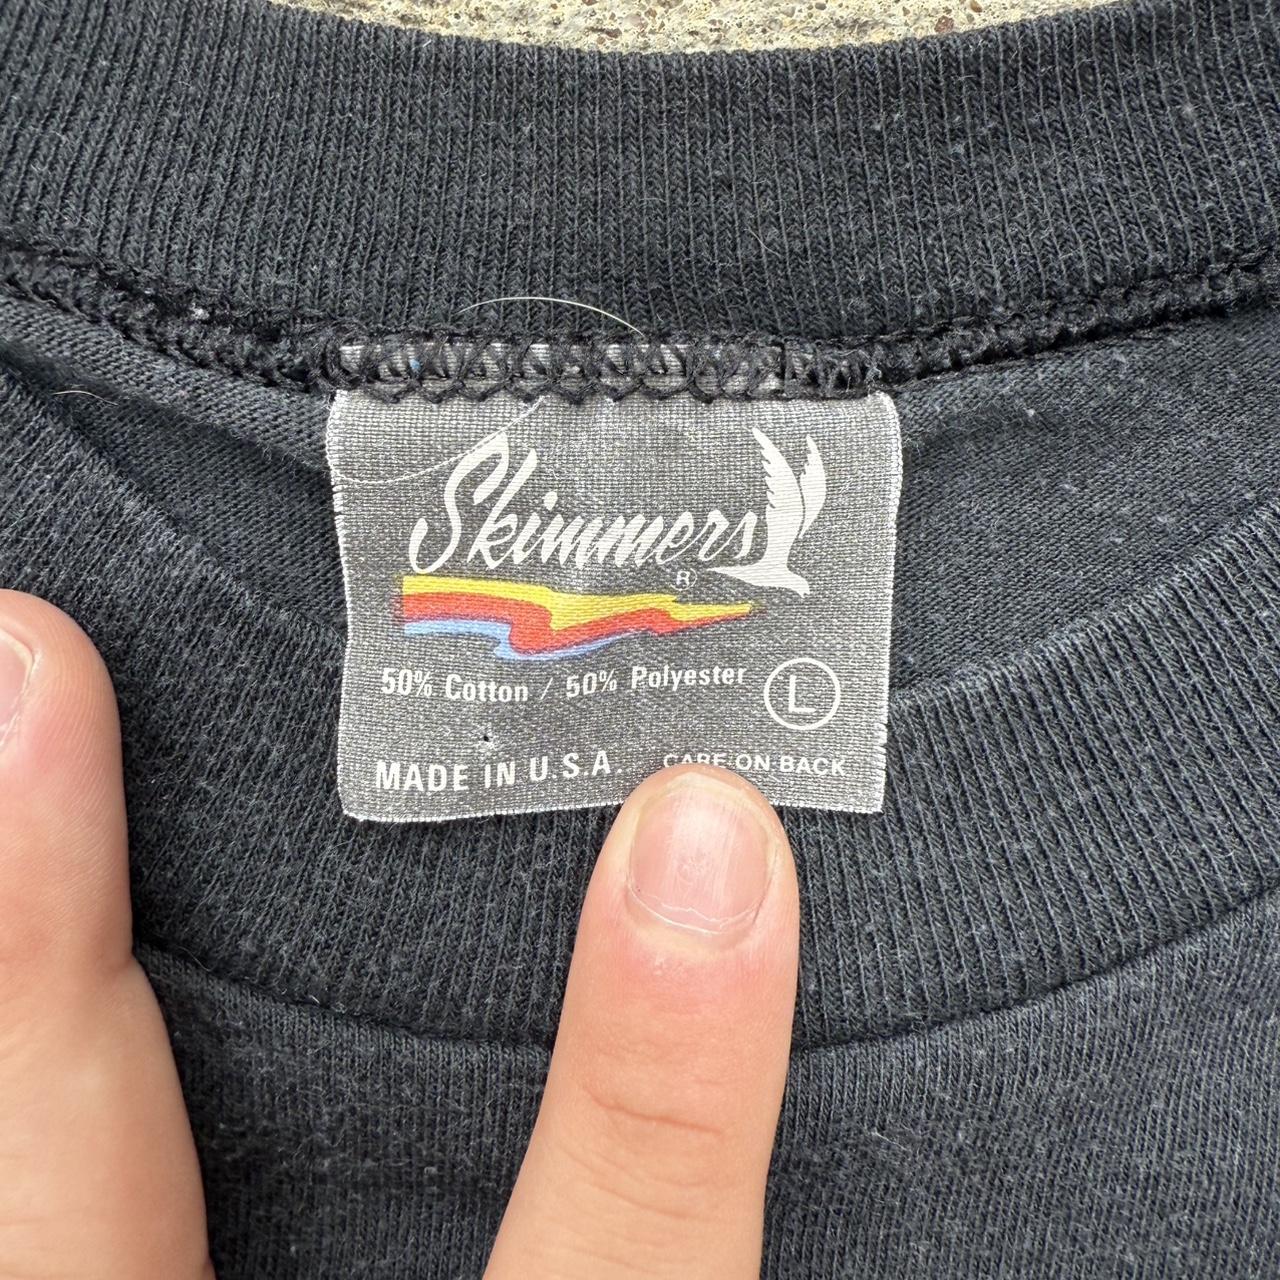 Skimmers
®
50% Cotton / 50% Polyester L
MADE IN U.S.A. CARE ON BACK